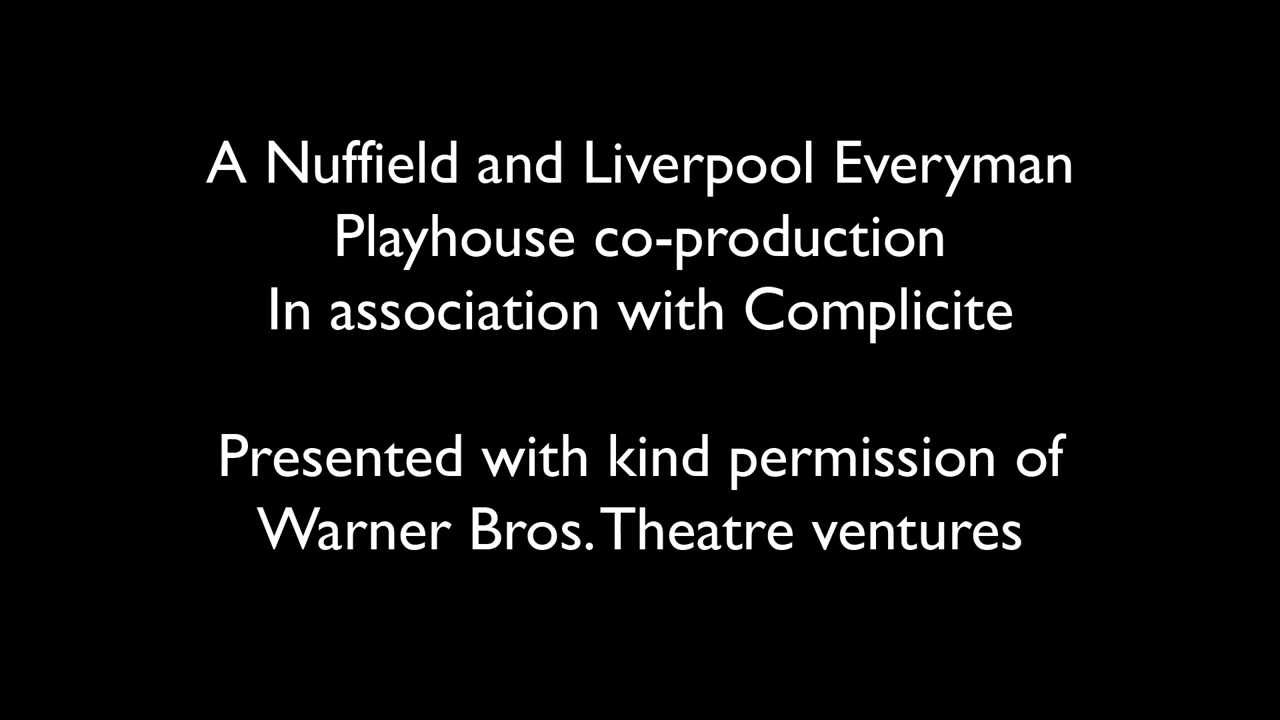 A Nuffield and Liverpool Everyman
Playhouse co-production
In association with Complicite
Presented with kind permission of
Warner Bros. Theatre ventures